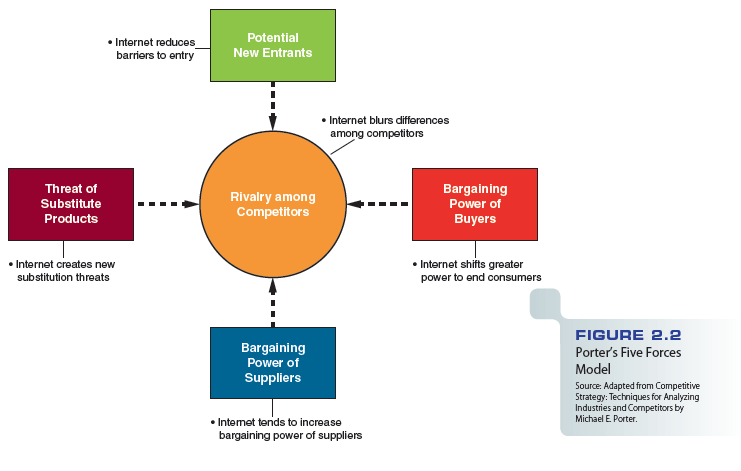 Potential
New Entrants
• Internet reduces
barriers to entry
• Internet blurs differences
among competitors
Threat of
Substitute
Products
Rivalry among
Competitors
Bargaining
Power of
Buyers
• Internet creates new
substitution threats
• Internet shifts greater
power to end consumers
Bargaining
Power of
Suppliers
• Internet tends to increase
bargaining power of suppliers
FIGURE 2.2
Porter's Five Forces
Model
Source: Adapted from Competitive
Strategy: Techniques for Analyzing
Industries and Competitors by
Michael E. Porter.